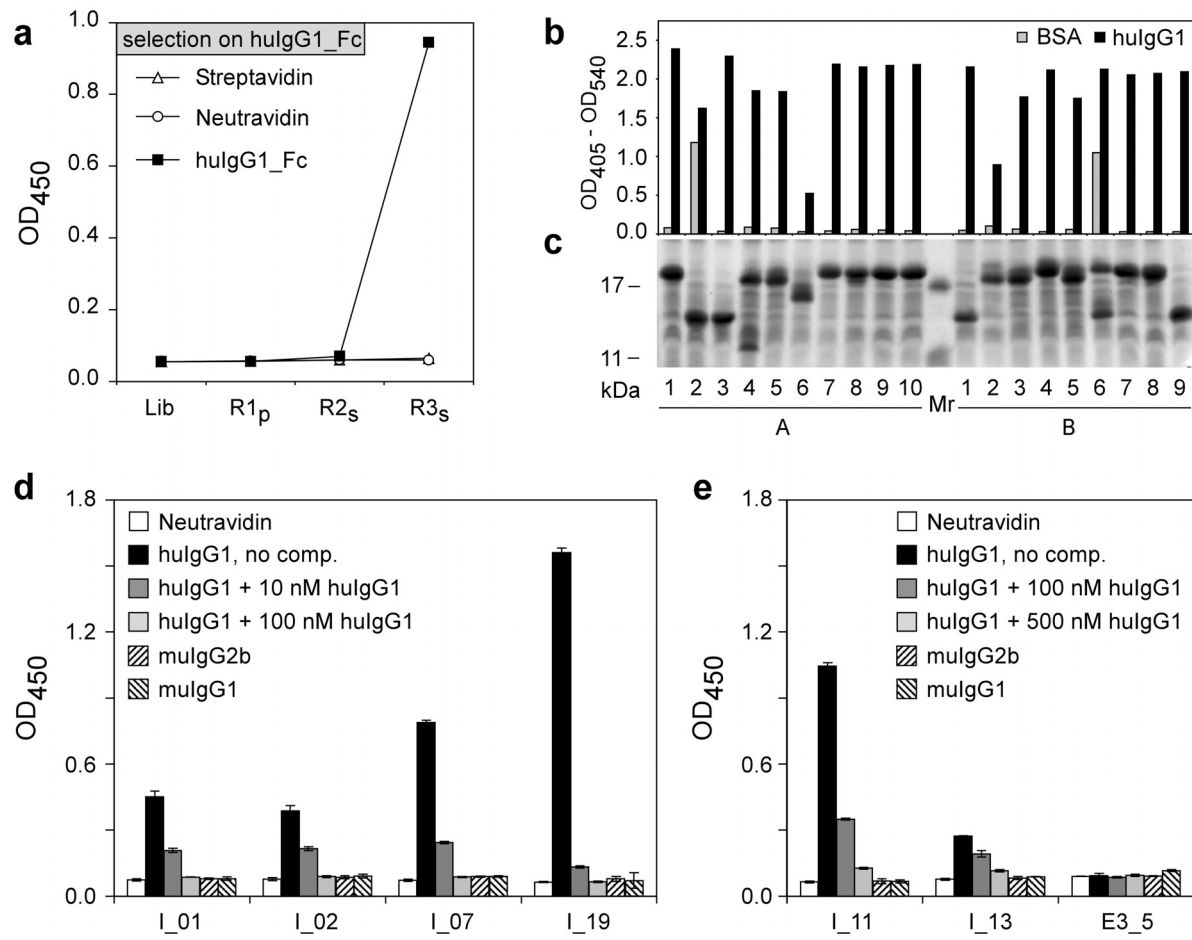 a
1.0
0.8
0.6
0.4
0.2
0.0
OD450
selection on huIgG1_Fc
Streptavidin
Neutravidin
huIgG1_Fc
Lib R1p R2s R3s
b
BSA huIgG1
2.5
2.0
1.5
1.0
0.5
0.0
OD405 - OD540
c
17 –
11 –
kDa 1 2 3 4 5 6 7 8 9 10 Mr 1 2 3 4 5 6 7 8 9
A B
d
1.8
1.2
0.6
0.0
OD450
Neutravidin
huIgG1, no comp.
huIgG1 + 10 nM huIgG1
huIgG1 + 100 nM huIgG1
muIgG2b
muIgG1
I_01 I_02 I_07 I_19
e
1.8
1.2
0.6
0.0
OD450
Neutravidin
huIgG1, no comp.
huIgG1 + 100 nM huIgG1
huIgG1 + 500 nM huIgG1
muIgG2b
muIgG1
I_11 I_13 E3_5